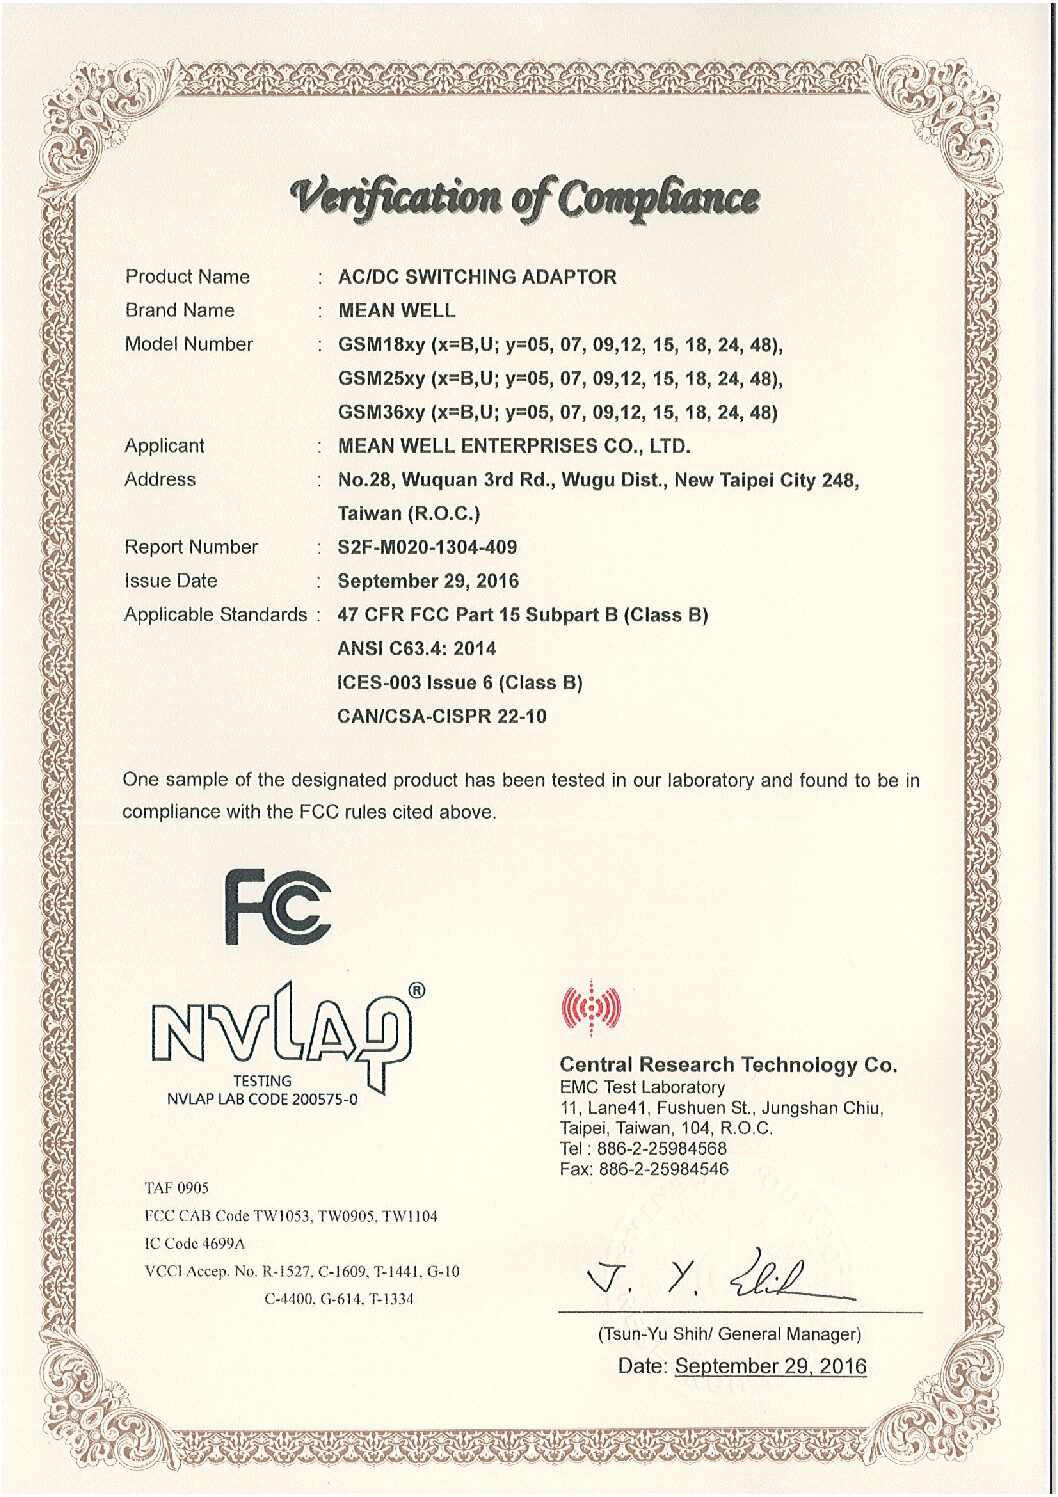 Verification of Compliance
Product Name : AC/DC SWITCHING ADAPTOR
Brand Name : MEAN WELL
Model Number : GSM18xy (x=B,U; y=05, 07, 09,12, 15, 18, 24, 48),
GSM25xy (x=B,U; y=05, 07, 09,12, 15, 18, 24, 48),
GSM36xy (x=B,U; y=05, 07, 09,12, 15, 18, 24, 48)
Applicant : MEAN WELL ENTERPRISES CO., LTD.
Address : No.28, Wuquan 3rd Rd., Wugu Dist., New Taipei City 248,
Taiwan (R.O.C.)
Report Number : S2F-M020-1304-409
Issue Date : September 29, 2016
Applicable Standards : 47 CFR FCC Part 15 Subpart B (Class B)
ANSI C63.4: 2014
ICES-003 Issue 6 (Class B)
CAN/CSA-CISPR 22-10
One sample of the designated product has been tested in our laboratory and found to be in
compliance with the FCC rules cited above.
FC
NVLAP®
TESTING
NVLAP LAB CODE 200575-0
TAF 0905
FCC CAB Code TW1053, TW0905, TW1104
IC Code 4699A
VCCI Accep. No. R-1527, C-1609, T-1441, G-10
C-4400, G-614, T-1334
Central Research Technology Co.
EMC Test Laboratory
11, Lane41, Fushuen St., Jungshan Chiu,
Taipei, Taiwan, 104, R.O.C.
Tel : 886-2-25984568
Fax: 886-2-25984546
J. Y.
(Tsun-Yu Shih/ General Manager)
Date: September 29, 2016